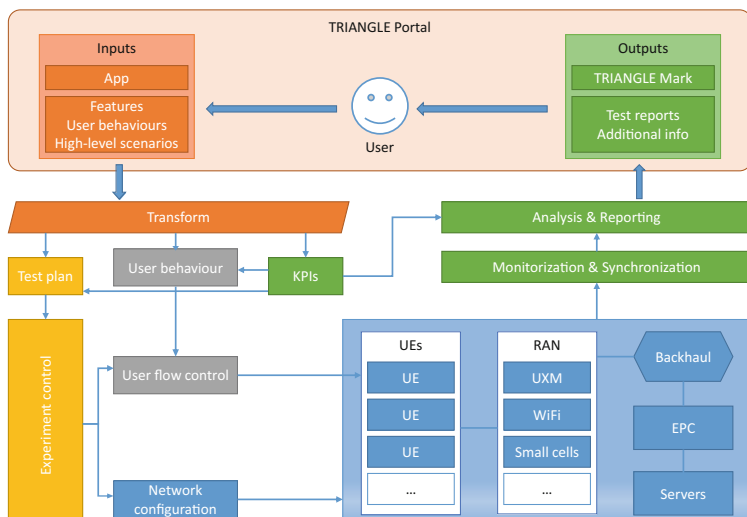 TRIANGLE Portal
Inputs
App
Features
User behaviours
High-level scenarios
User
Outputs
TRIANGLE Mark
Test reports
Additional info
Transform
Analysis & Reporting
Test plan
User behaviour
KPIs
Monitorization & Synchronization
Experiment control
User flow control
Network
configuration
UEs
UE
UE
UE
...
RAN
UXM
WiFi
Small cells
...
Backhaul
EPC
Servers